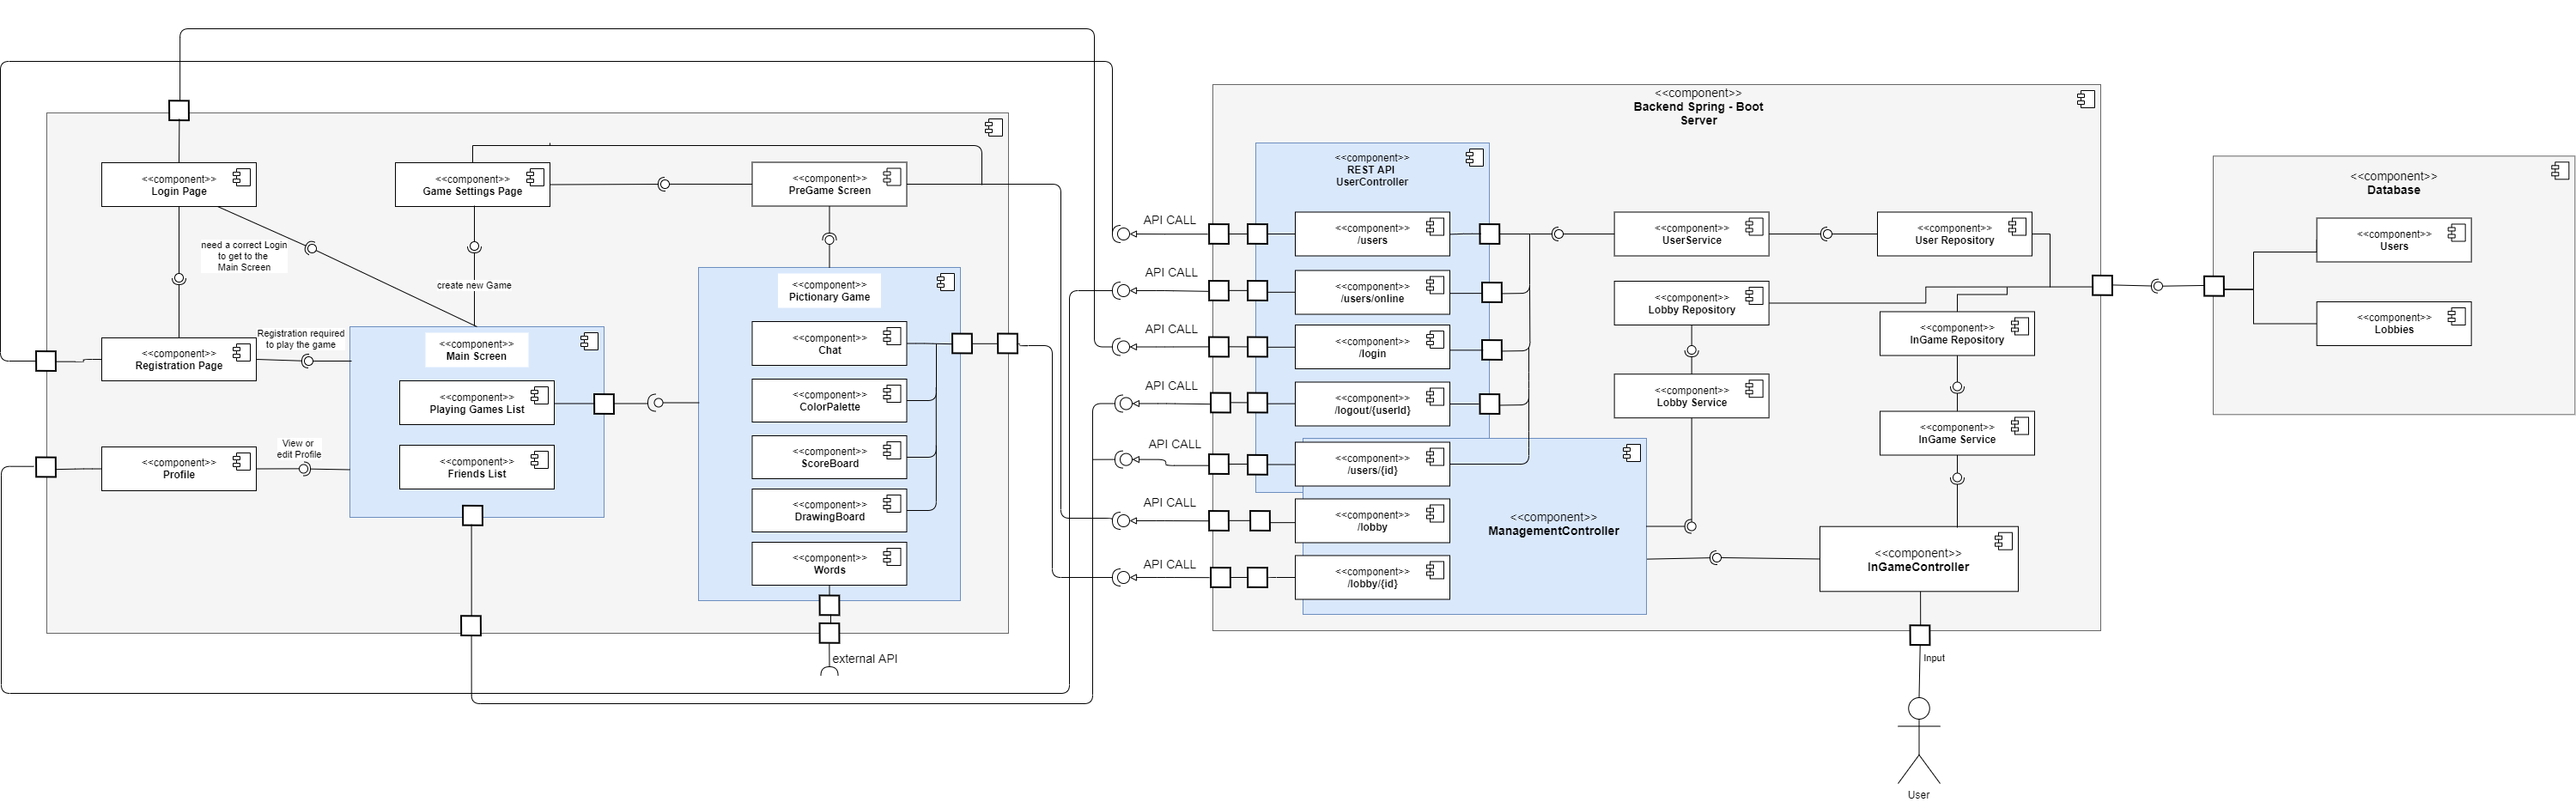 <<component>>
Login Page
<<component>>
Game Settings Page
<<component>>
PreGame Screen
need a correct Login
to get to the
Main Screen
create new Game
Registration required
to play the game
<<component>>
Registration Page
<<component>>
Main Screen
<<component>>
Playing Games List
<<component>>
Friends List
View or
edit Profile
<<component>>
Profile
<<component>>
Pictionary Game
<<component>>
Chat
<<component>>
ColorPalette
<<component>>
ScoreBoard
<<component>>
DrawingBoard
<<component>>
Words
external API
API CALL
API CALL
API CALL
API CALL
API CALL
API CALL
API CALL
<<component>>
Backend Spring - Boot
Server
<<component>>
REST API
UserController
<<component>>
/users
<<component>>
/users/online
<<component>>
/login
<<component>>
/logout/{userId}
<<component>>
/users/{id}
<<component>>
/lobby
<<component>>
/lobby/{id}
<<component>>
ManagementController
<<component>>
UserService
<<component>>
User Repository
<<component>>
Lobby Repository
<<component>>
InGame Repository
<<component>>
Lobby Service
<<component>>
InGame Service
<<component>>
InGameController
Input
User
<<component>>
Database
<<component>>
Users
<<component>>
Lobbies